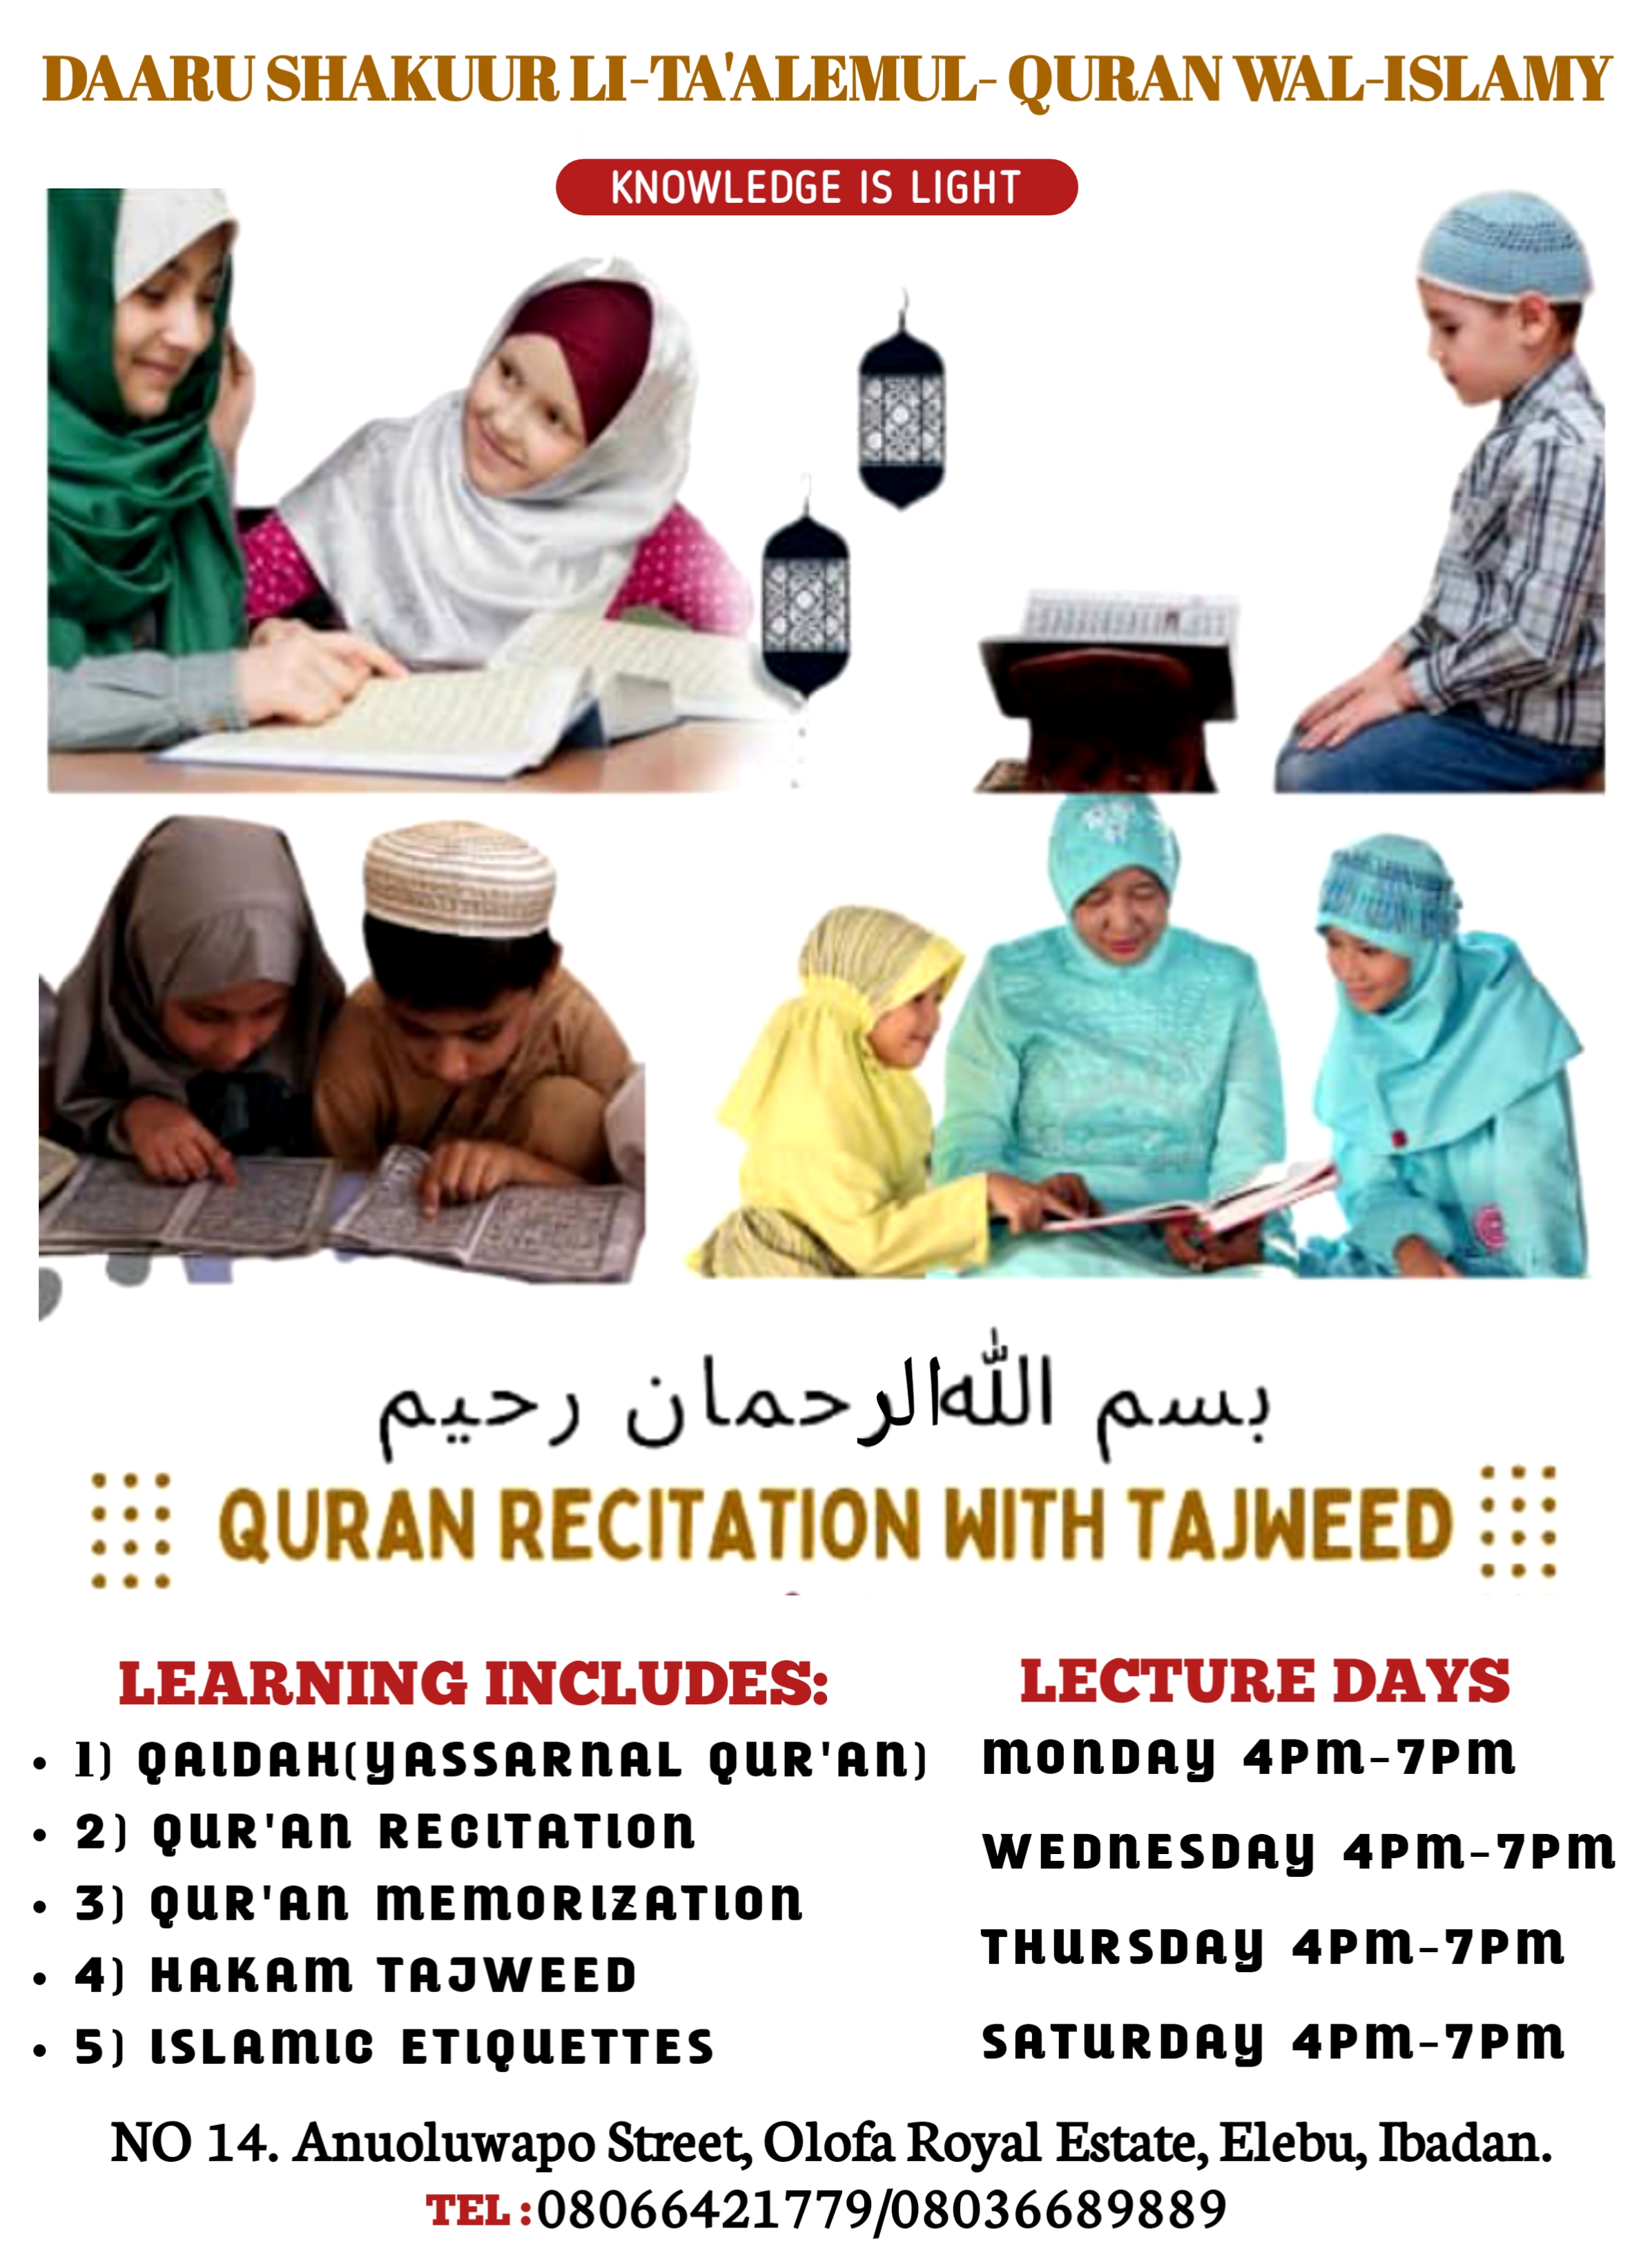 DAARU SHAKUUR LI-TA'ALEMUL- QURAN WAL-ISLAMY
KNOWLEDGE IS LIGHT
بسم اللهالرحمان رحيم
QURAN RECITATION WITH TAJWEED
LEARNING INCLUDES:
• 1) QAIDAH(YASSARNAL QUR'AN)
• 2) QUR'AN RECITATION
• 3) QUR'AN MEMORIZATION
• 4) HAKAM TAJWEED
• 5) ISLAMIC ETIQUETTES
LECTURE DAYS
MONDAY 4PM-7PM
WEDNESDAY 4PM-7PM
THURSDAY 4PM-7PM
SATURDAY 4PM-7PM
NO 14. Anuoluwapo Street, Olofa Royal Estate, Elebu, Ibadan.
TEL :08066421779/08036689889